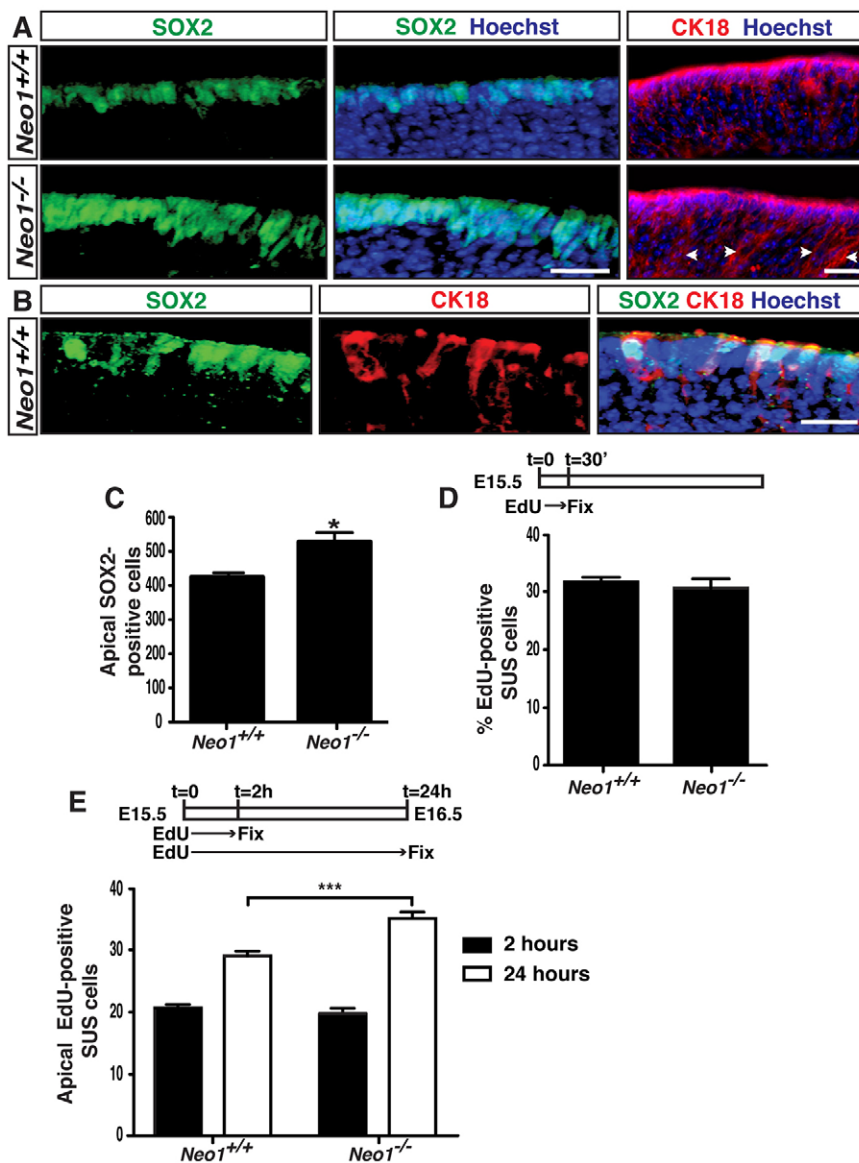 A
SOX2
SOX2 Hoechst
CK18 Hoechst
Neo1+/+
Neo1-/-
B
SOX2
CK18
SOX2 CK18 Hoechst
Neo1+/+
C
Apical SOX2-
positive cells
600
500
400
300
200
100
0
*
Neo1+/+
Neo1-/-
D
t=0 t=30'
E15.5
EdU→Fix
% EdU-positive
SUS cells
40
30
20
10
0
Neo1+/+
Neo1-/-
E
t=0 t=2h t=24h
E15.5 E16.5
EdU→Fix
EdU→Fix
Apical EdU-positive
SUS cells
40
30
20
10
0
***
2 hours
24 hours
Neo1+/+
Neo1-/-